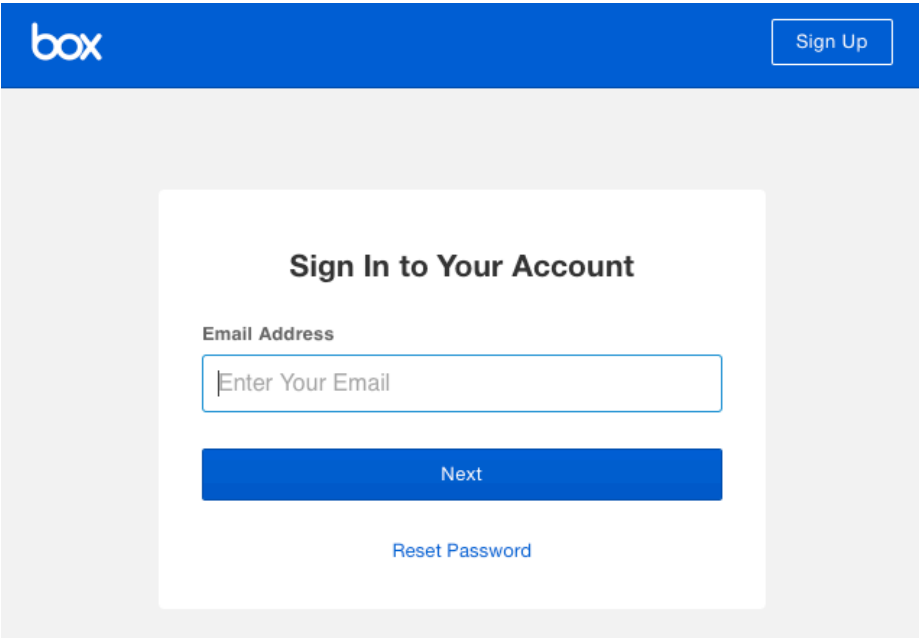 box
Sign Up
Sign In to Your Account
Email Address
Enter Your Email
Next
Reset Password